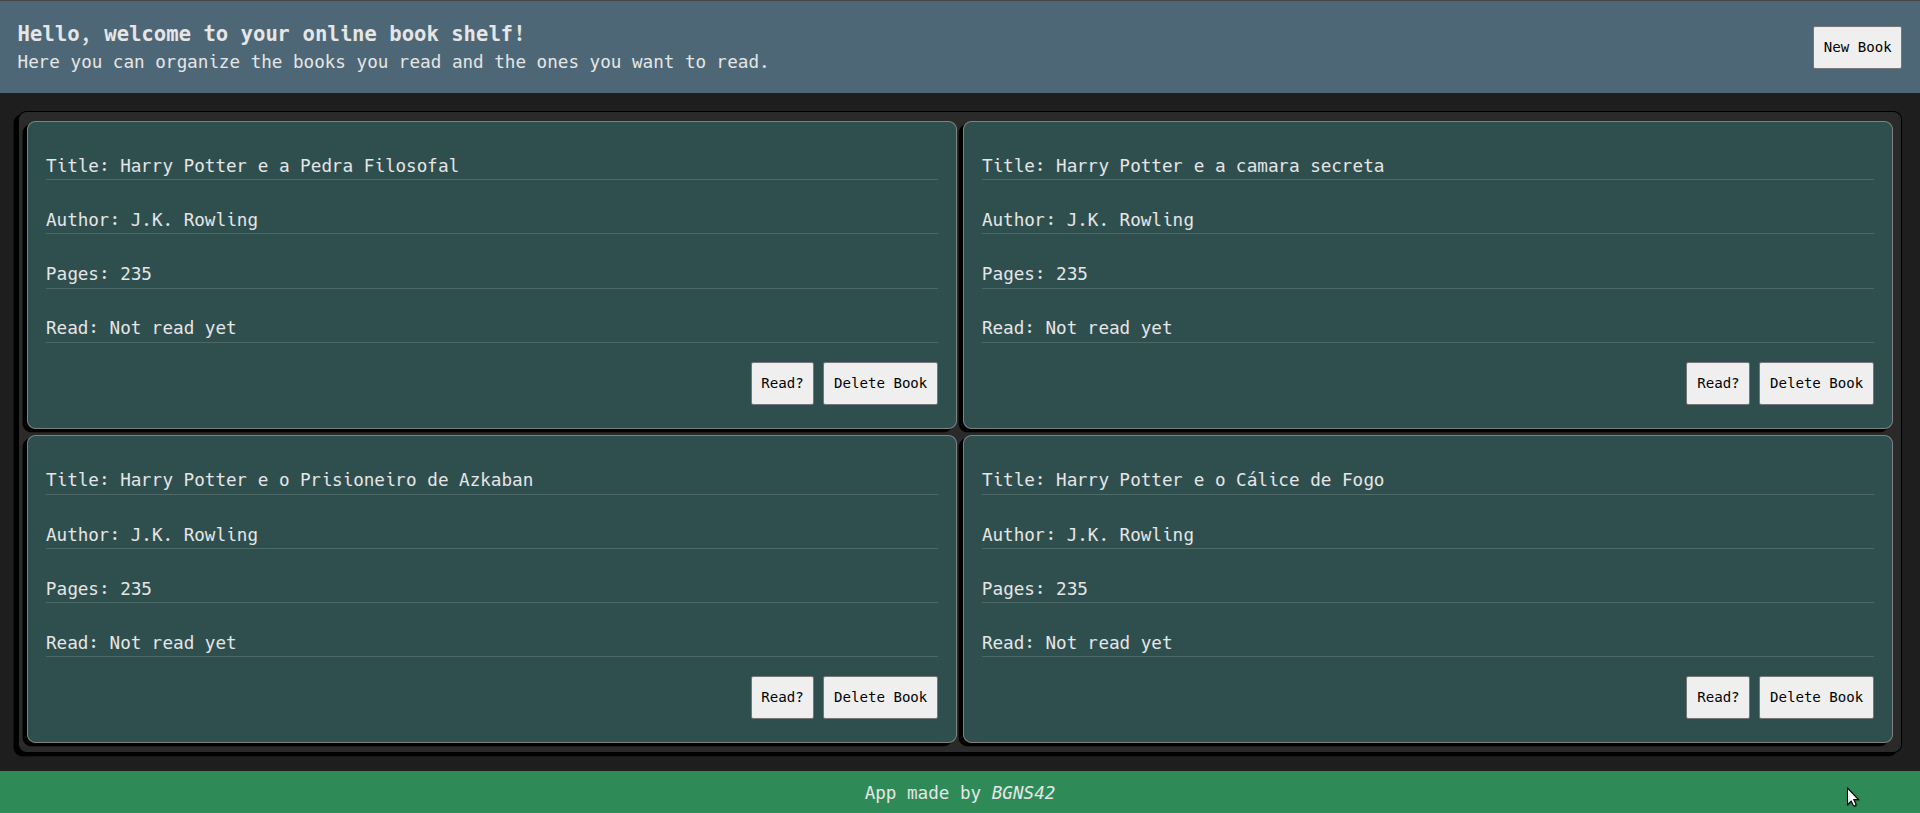 Hello, welcome to your online book shelf!
Here you can organize the books you read and the ones you want to read.
New Book
Title: Harry Potter e a Pedra Filosofal
Author: J.K. Rowling
Pages: 235
Read: Not read yet
Read? Delete Book
Title: Harry Potter e a camara secreta
Author: J.K. Rowling
Pages: 235
Read: Not read yet
Read? Delete Book
Title: Harry Potter e o Prisioneiro de Azkaban
Author: J.K. Rowling
Pages: 235
Read: Not read yet
Read? Delete Book
Title: Harry Potter e o Cálice de Fogo
Author: J.K. Rowling
Pages: 235
Read: Not read yet
Read? Delete Book
App made by BGNS42